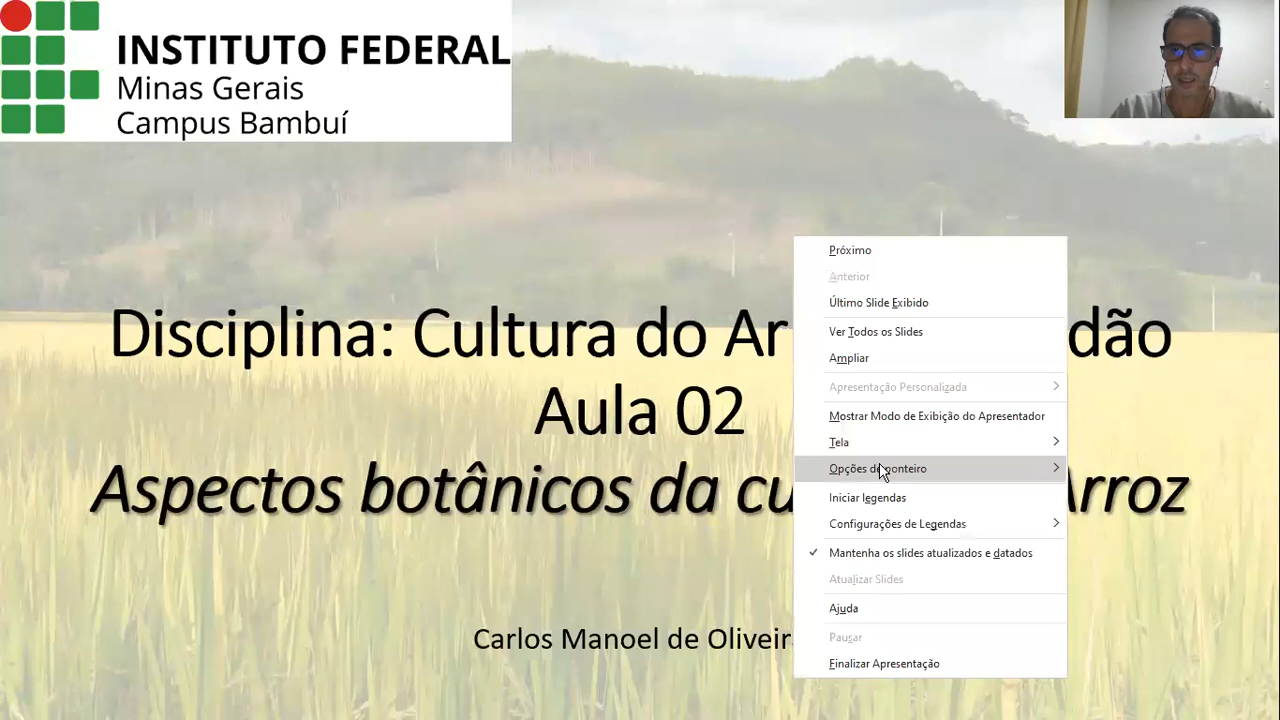 INSTITUTO FEDERAL
Minas Gerais
Campus Bambuí
Disciplina: Cultura do Ar dão
Aula 02
Aspectos botânicos da cu Arroz
Carlos Manoel de Oliveira
Próximo
Anterior
Último Slide Exibido
Ver Todos os Slides
Ampliar
Apresentação Personalizada
Mostrar Modo de Exibição do Apresentador
Tela
Opções de ponteiro
Iniciar legendas
Configurações de Legendas
Mantenha os slides atualizados e datados
Atualizar Slides
Ajuda
Pausar
Finalizar Apresentação